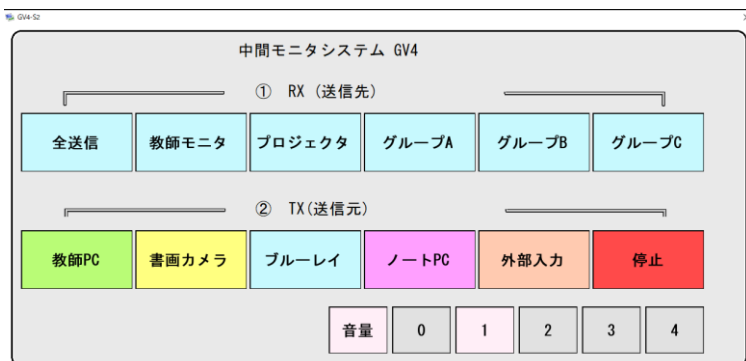 GV4-S2
中間モニタシステム GV4
① RX (送信先)
全送信 教師モニタ プロジェクタ グループA グループB グループC
② TX(送信元)
教師PC 書画カメラ ブルーレイ ノートPC 外部入力 停止
音量 0 1 2 3 4